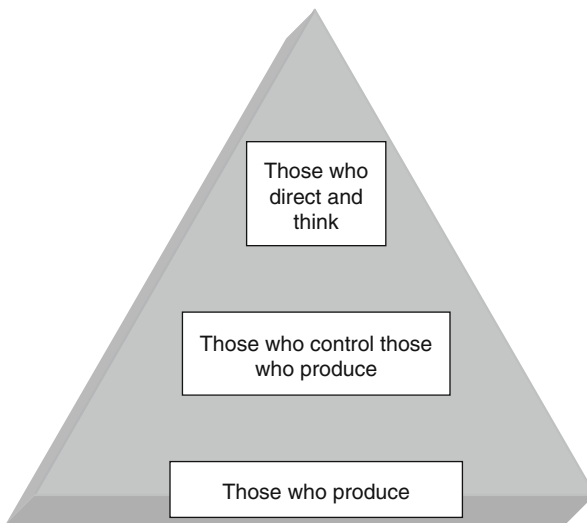 Those who
direct and
think
Those who control those
who produce
Those who produce